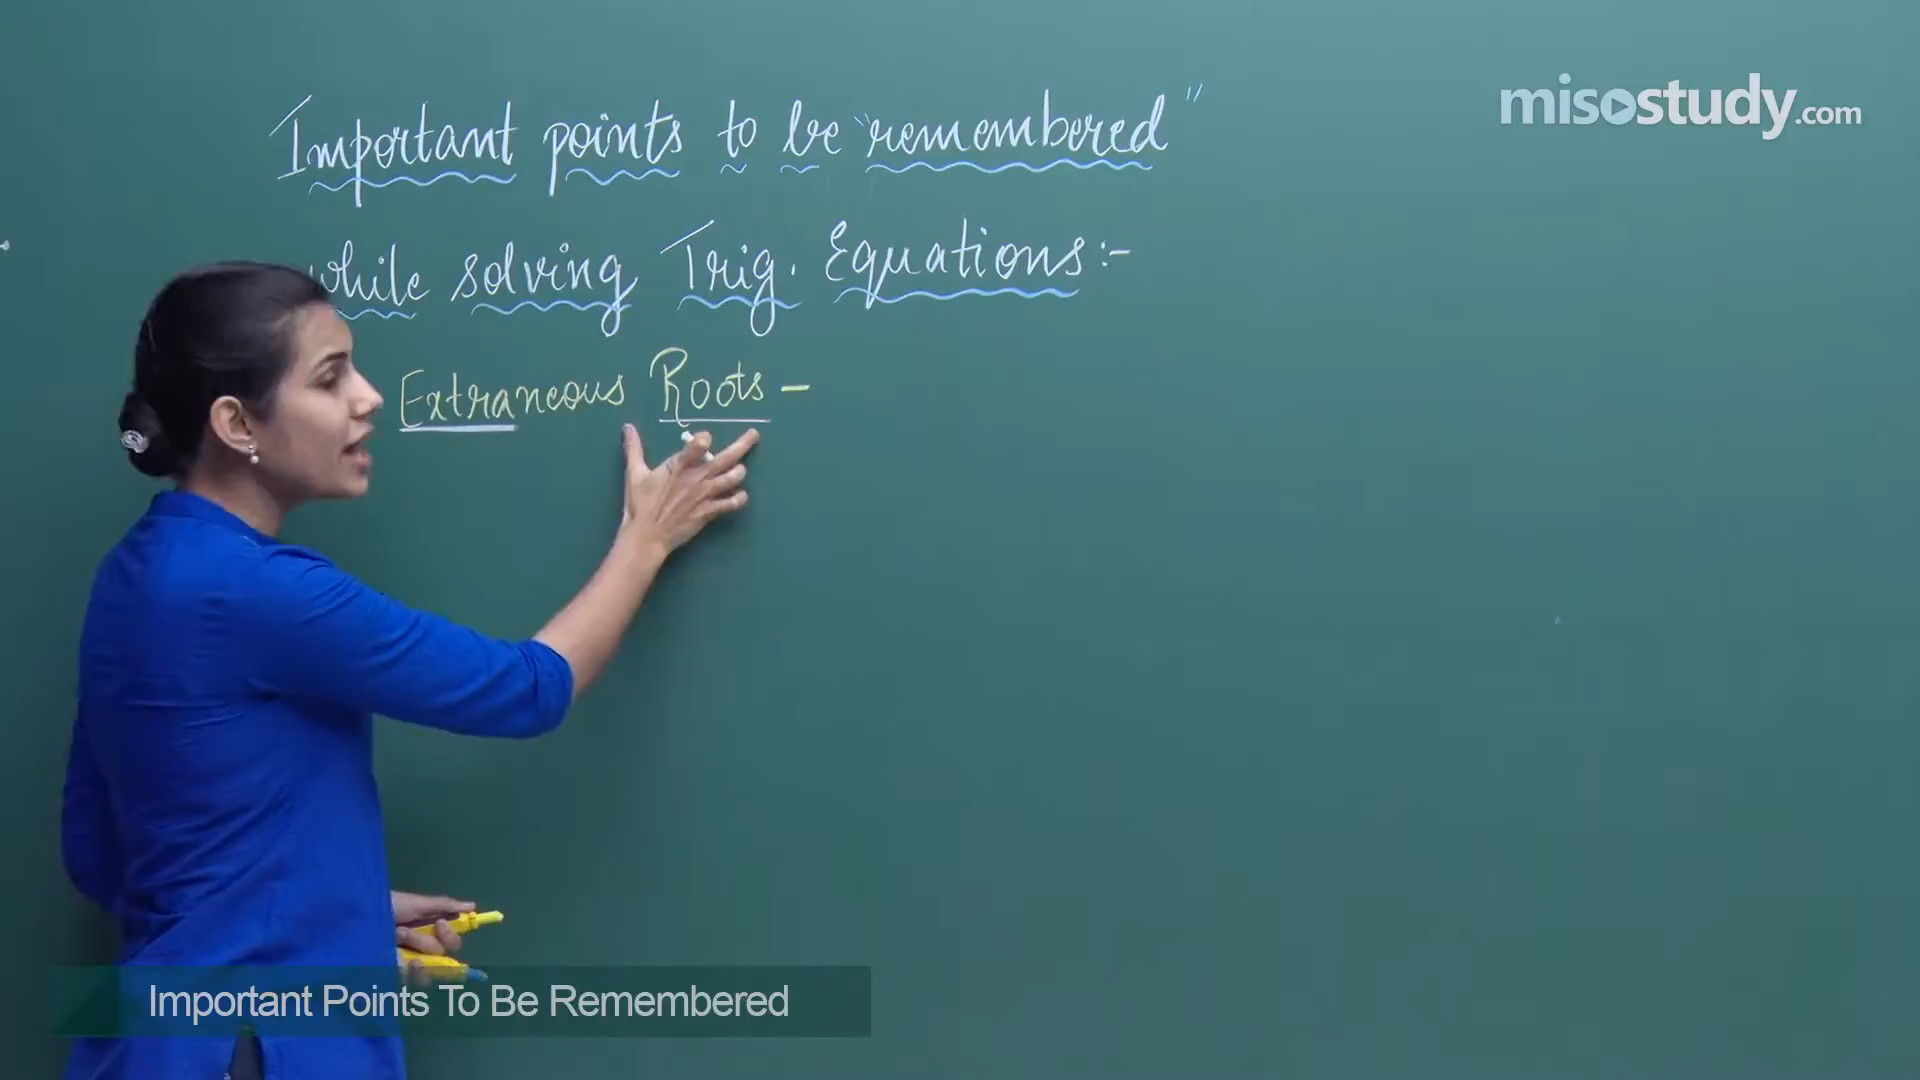 misostudy.com
Important points to be "remembered"
while solving Trig. Equations:-
Extraneous Roots -
Important Points To Be Remembered